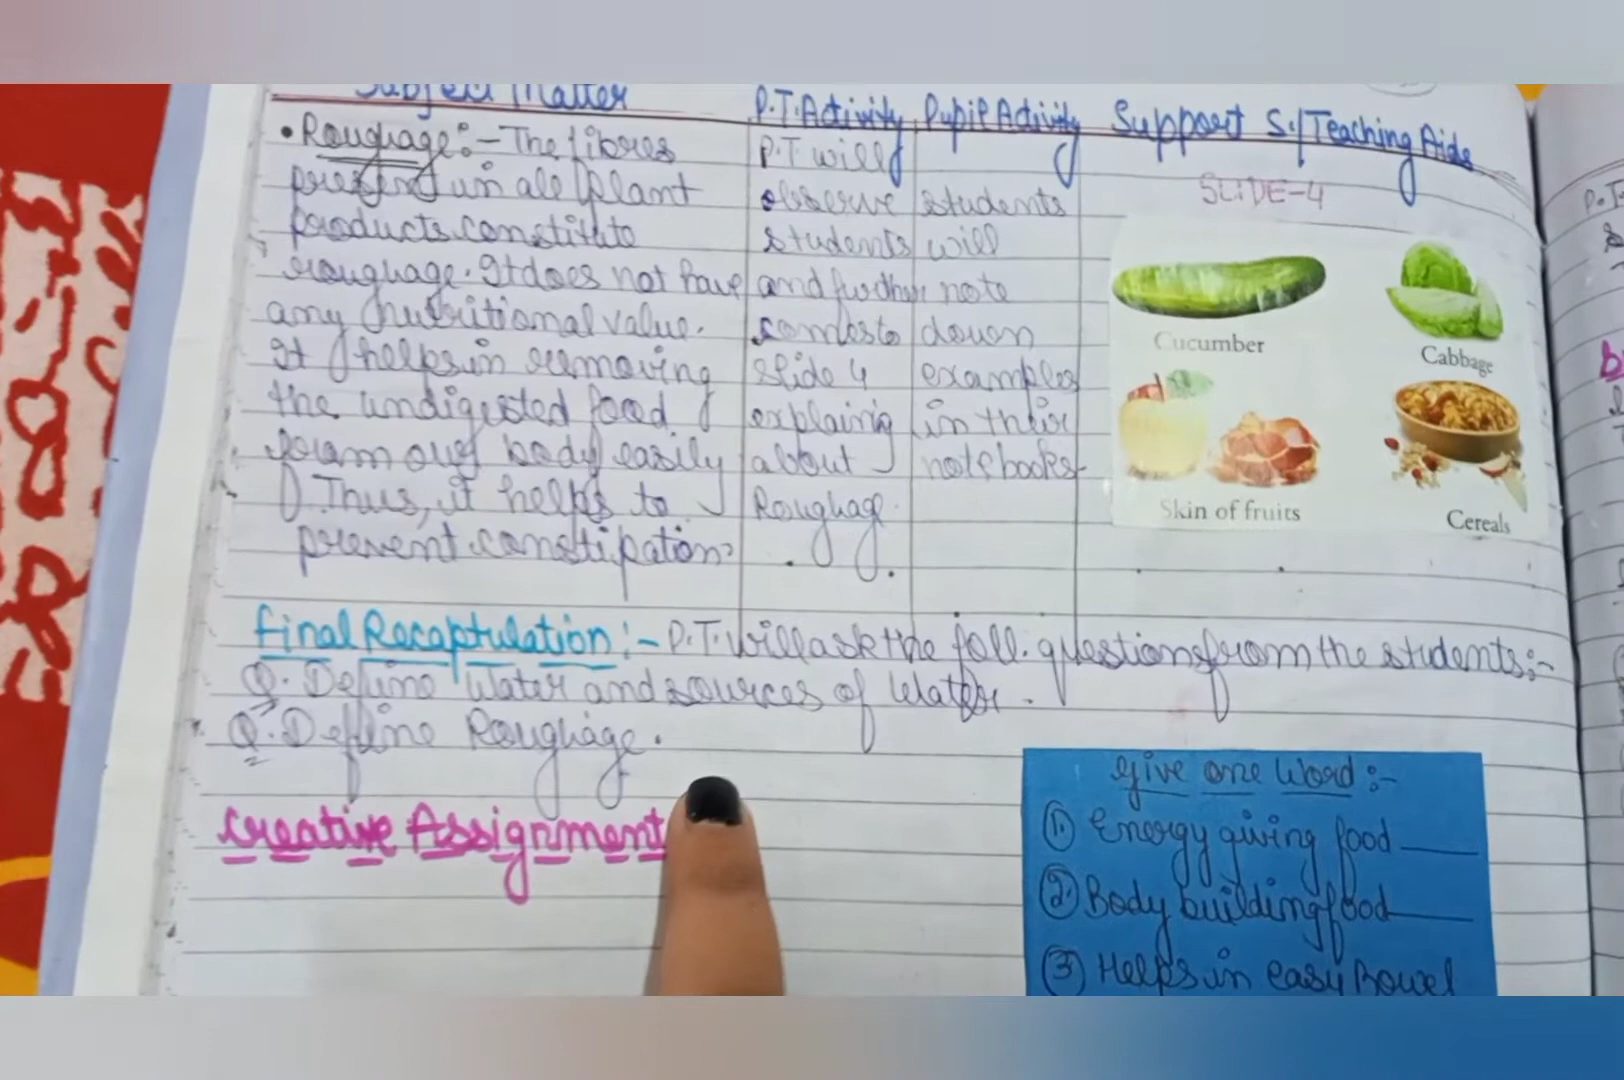 Subject Matter
P.T. Activity
Pupil Activity
Support S./Teaching Aids
• Roughage:- The fibres
present in all plant
products constitute
roughage. It does not have
any nutritional value.
It helps in removing
the undigested food
from our body easily
Thus, it helps to
prevent constipation
P.T will
observe
students
and further
comes to
slide 4
explaining
about
Roughage.
students
will
note
down
examples
in their
notebooks
SLIDE-4
Cucumber
Cabbage
Skin of fruits
Cereals
Final Recaptulation:- P.T. will ask the foll. questions from the students:-
Q. Define Water and sources of Water.
Q. Define Roughage.
Creative Assignment
Give one Word:-
① Energy giving food
② Body building food
③ Helps in easy Bowel